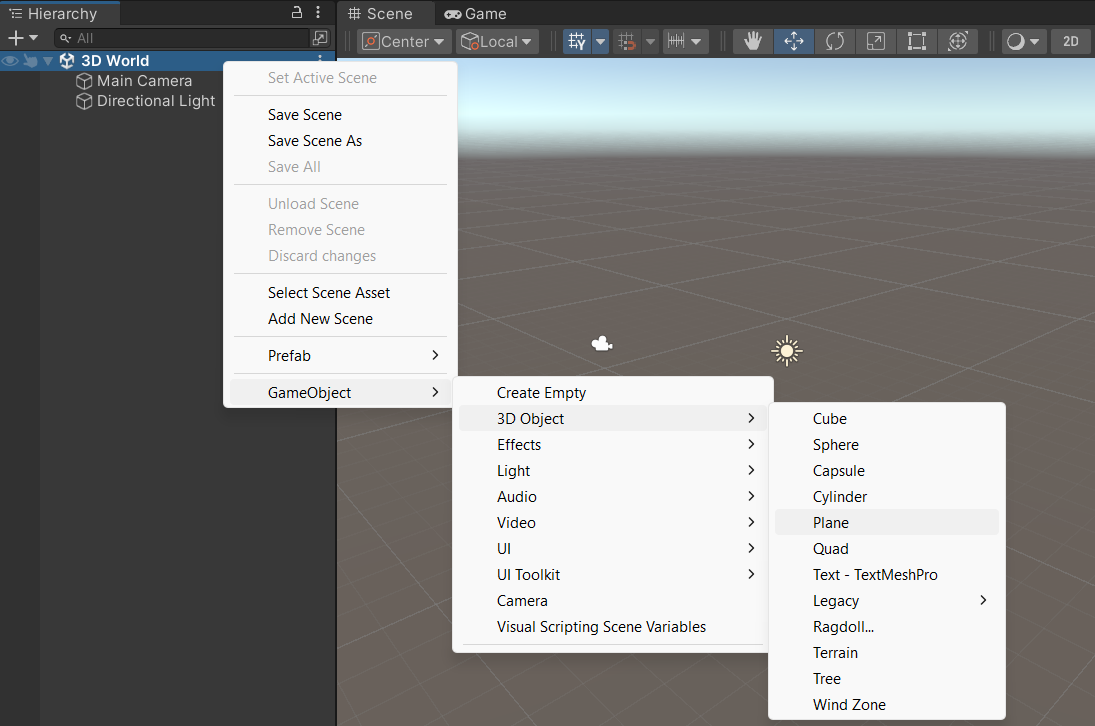 Hierarchy
Scene
Game
All
Center
Local
2D
3D World
Main Camera
Directional Light
Set Active Scene
Save Scene
Save Scene As
Save All
Unload Scene
Remove Scene
Discard changes
Select Scene Asset
Add New Scene
Prefab
GameObject
Create Empty
3D Object
Effects
Light
Audio
Video
UI
UI Toolkit
Camera
Visual Scripting Scene Variables
Cube
Sphere
Capsule
Cylinder
Plane
Quad
Text - TextMeshPro
Legacy
Ragdoll...
Terrain
Tree
Wind Zone